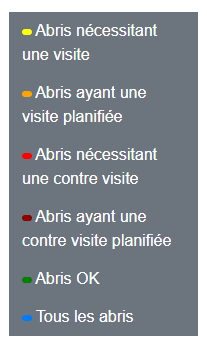 Abris nécessitant
une visite
Abris ayant une
visite planifiée
Abris nécessitant
une contre visite
Abris ayant une
contre visite planifiée
Abris OK
Tous les abris